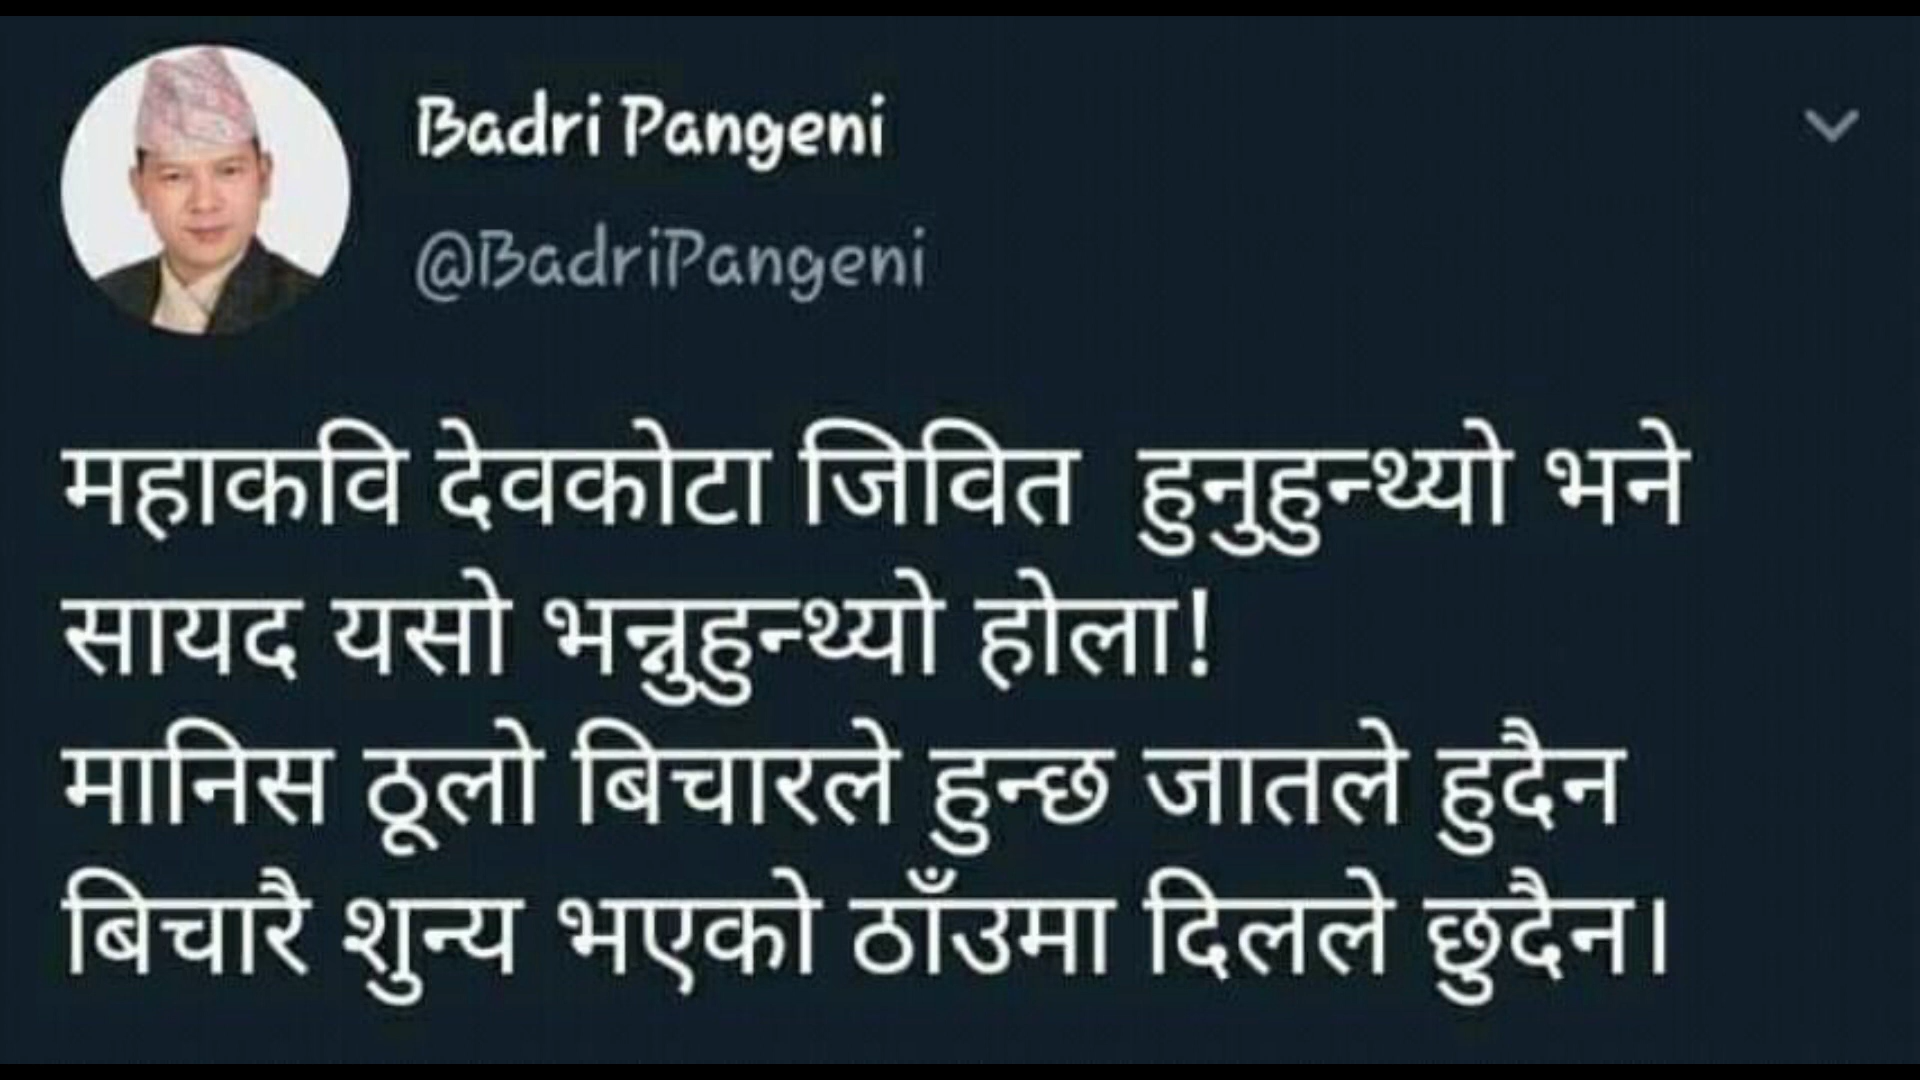 Badri Pangeni
@BadriPangeni
महाकवि देवकोटा जिवित  हुनुहुन्थ्यो भने
सायद यसो भन्नुहुन्थ्यो होला!
मानिस ठूलो बिचारले हुन्छ जातले हुदैन
बिचारै शुन्य भएको ठाँउमा दिलले छुदैन।